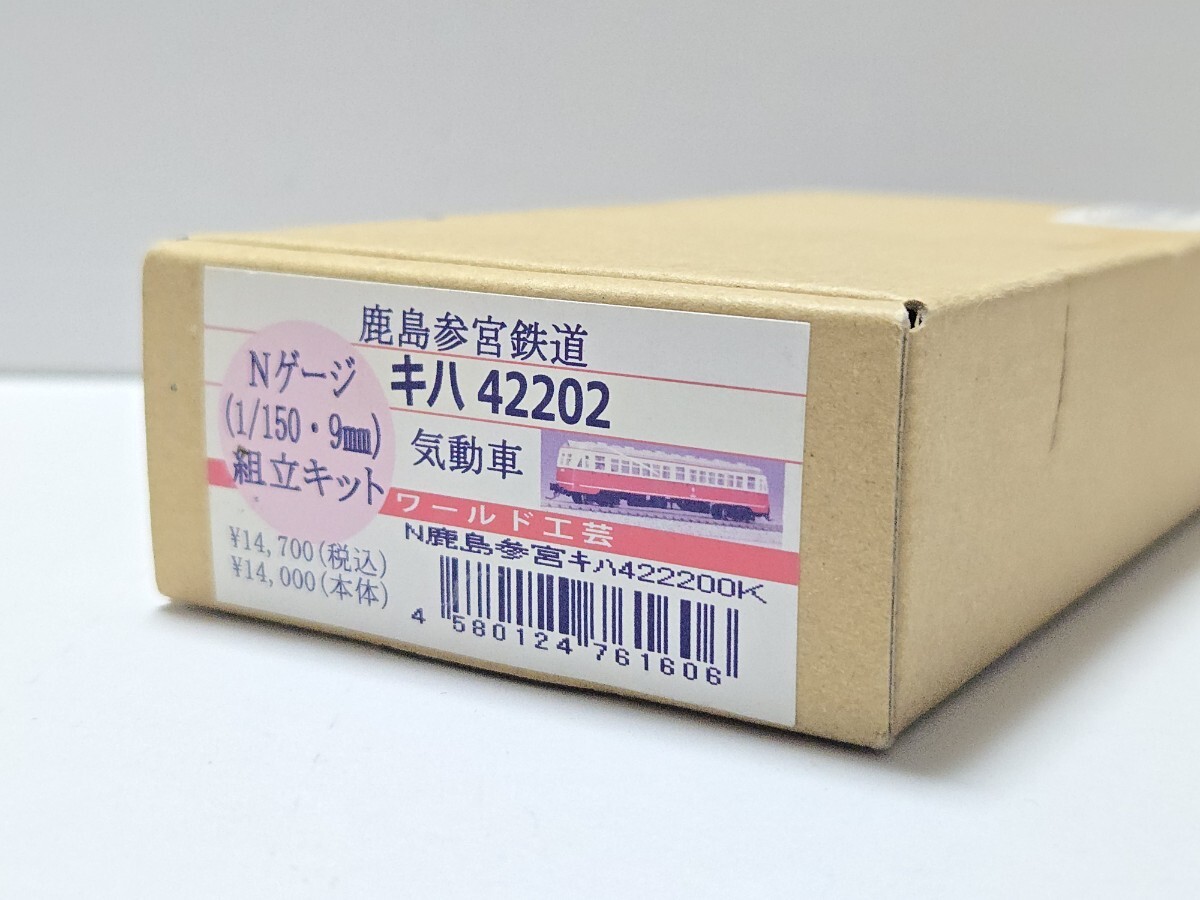 鹿島参宮鉄道
キハ 42202
気動車
Nゲージ
(1/150・9㎜)
組立キット
ワールド工芸
¥14,700(税込)
¥14,000(本体)
N鹿島参宮キハ422200K
4 580124 761606